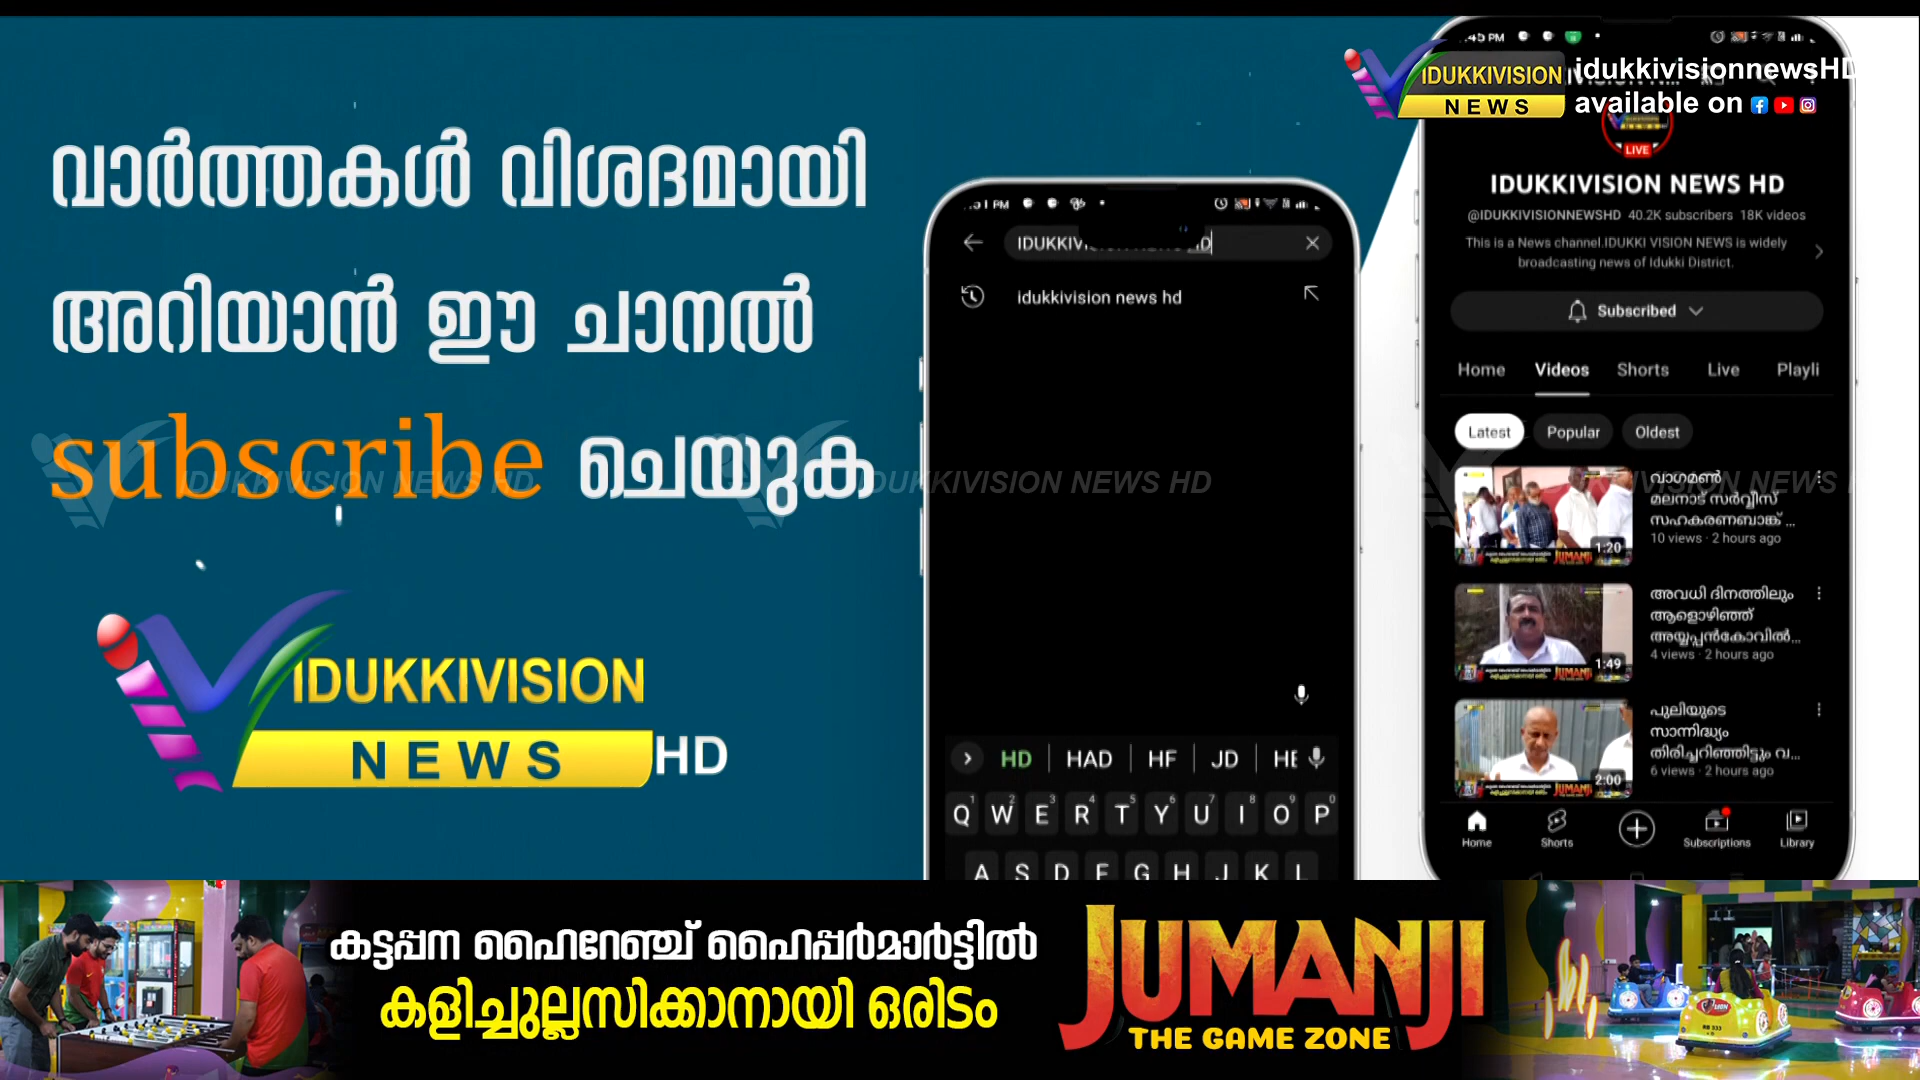 വാർത്തകൾ വിശദമായി
അറിയാൻ ഈ ചാനൽ
subscribe ചെയുക
IDUKKIVISION
NEWS HD
IDUKKIVISION NEWS HD
IDUKKIVISION NEWS HD
IDUKKIVISION
NEWS
idukkivisionnewsHD
available on
idukkivision news hd
HD HAD HF JD
Q W E R T Y U I O P
A S D F G H J K L
:45 PM
LIVE
IDUKKIVISION NEWS HD
@IDUKKIVISIONNEWSHD 40.2K subscribers 18K videos
This is a News channel.IDUKKI VISION NEWS is widely
broadcasting news of Idukki District.
Subscribed
Home Videos Shorts Live Playli
Latest Popular Oldest
വാഗമൺ
മലനാട് സർവ്വീസ്
സഹകരണബാങ്ക് ...
10 views · 2 hours ago
1:20
അവധി ദിനത്തിലും
ആളൊഴിഞ്ഞ്
അയ്യപ്പൻകോവിൽ...
4 views · 2 hours ago
1:49
പുലിയുടെ
സാന്നിദ്ധ്യം
തിരിച്ചറിഞ്ഞിട്ടും വ...
6 views · 2 hours ago
2:00
Home Shorts Subscriptions Library
കട്ടപ്പന ഹൈറേഞ്ച് ഹൈപ്പർമാർട്ടിൽ
കളിച്ചുല്ലസിക്കാനായി ഒരിടം
JUMANJI
THE GAME ZONE